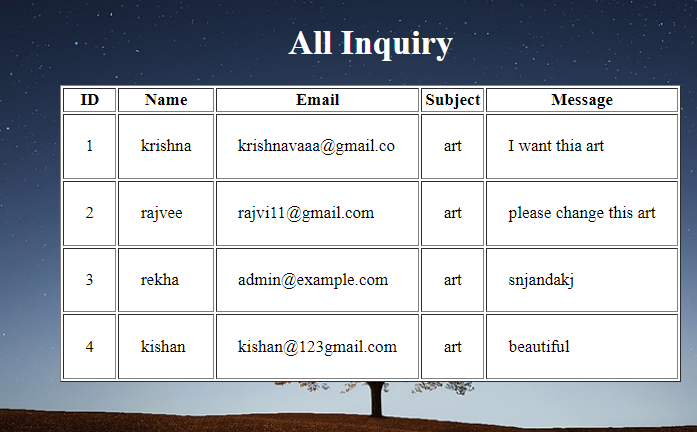 All Inquiry
ID Name Email Subject Message
1 krishna krishnavaaa@gmail.co art I want thia art
2 rajvee rajvi11@gmail.com art please change this art
3 rekha admin@example.com art snjandakj
4 kishan kishan@123gmail.com art beautiful